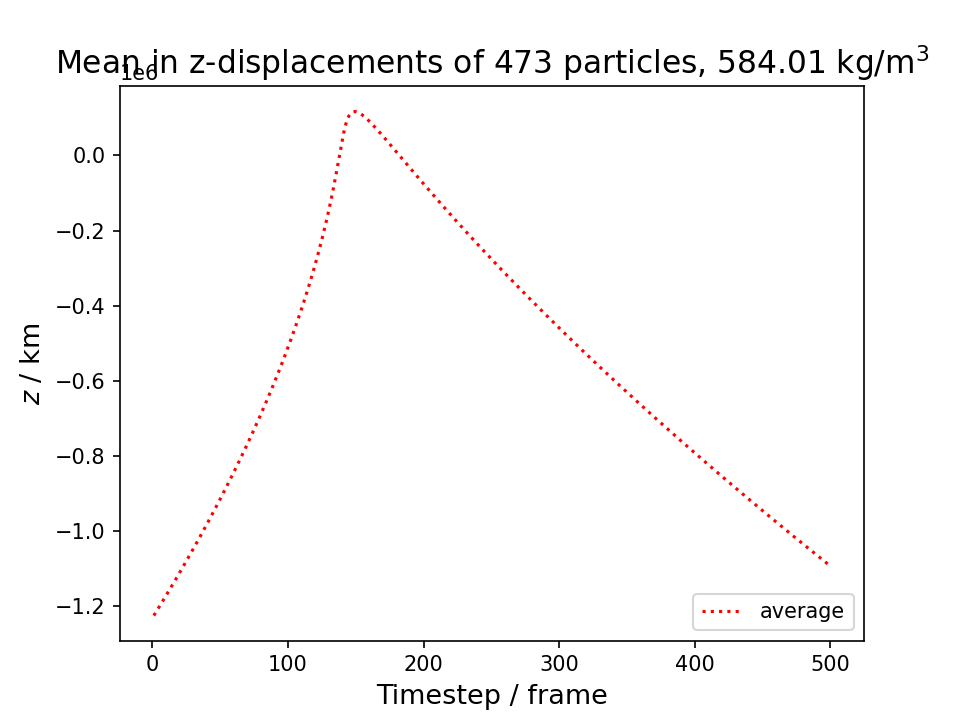 Mean in z-displacements of 473 particles, 584.01 kg/m³
1e6
0.0
−0.2
−0.4
−0.6
−0.8
−1.0
−1.2
z / km
average
0 100 200 300 400 500
Timestep / frame